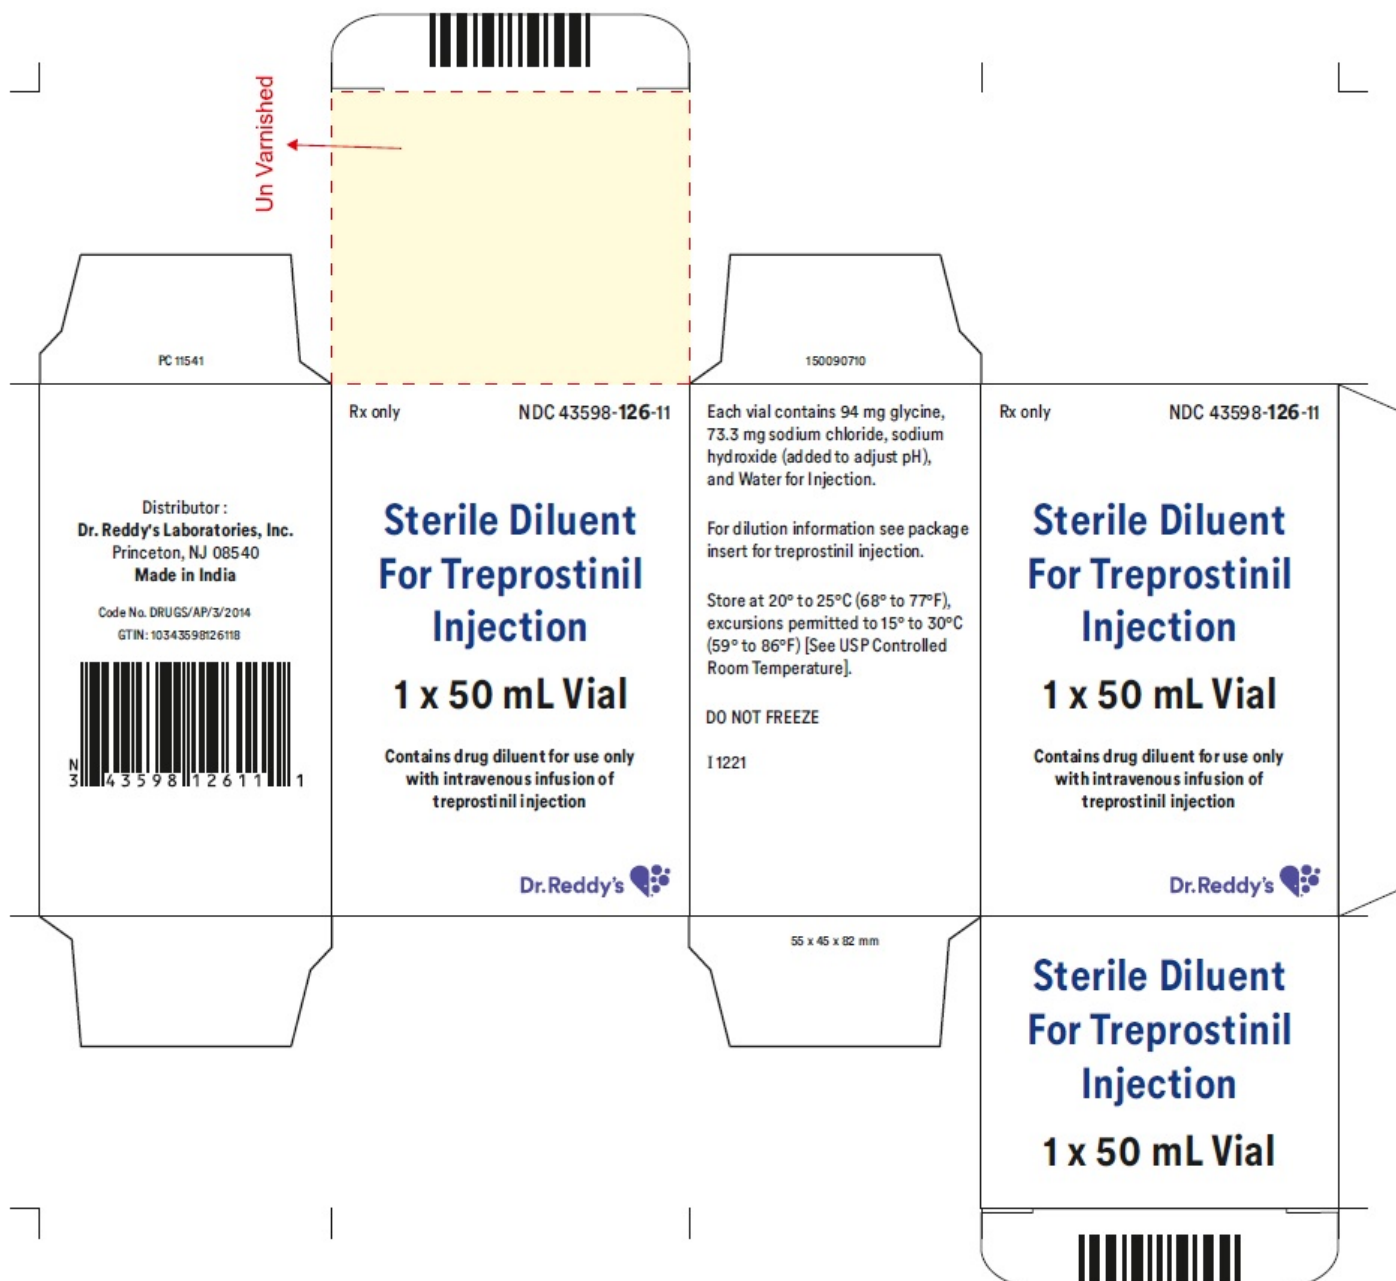 Un Varnished
PC 11541
150090710
Distributor :
Dr. Reddy's Laboratories, Inc.
Princeton, NJ 08540
Made in India
Code No. DRUGS/AP/3/2014
GTIN: 10343598126118
N
3 43598 12611 1
Rx only NDC 43598-126-11
Sterile Diluent
For Treprostinil
Injection
1 x 50 mL Vial
Contains drug diluent for use only
with intravenous infusion of
treprostinil injection
Dr.Reddy's
Each vial contains 94 mg glycine,
73.3 mg sodium chloride, sodium
hydroxide (added to adjust pH),
and Water for Injection.
For dilution information see package
insert for treprostinil injection.
Store at 20° to 25°C (68° to 77°F),
excursions permitted to 15° to 30°C
(59° to 86°F) [See USP Controlled
Room Temperature].
DO NOT FREEZE
I 1221
Rx only NDC 43598-126-11
Sterile Diluent
For Treprostinil
Injection
1 x 50 mL Vial
Contains drug diluent for use only
with intravenous infusion of
treprostinil injection
Dr.Reddy's
55 x 45 x 82 mm
Sterile Diluent
For Treprostinil
Injection
1 x 50 mL Vial